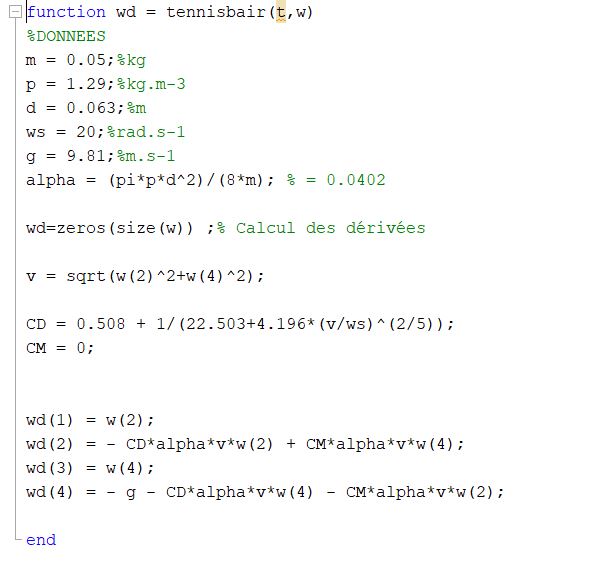 function wd = tennisbair(t,w)
%DONNEES
m = 0.05;%kg
p = 1.29;%kg.m-3
d = 0.063;%m
ws = 20;%rad.s-1
g = 9.81;%m.s-1
alpha = (pi*p*d^2)/(8*m); % = 0.0402
wd=zeros(size(w)) ;% Calcul des dérivées
v = sqrt(w(2)^2+w(4)^2);
CD = 0.508 + 1/(22.503+4.196*(v/ws)^(2/5));
CM = 0;
wd(1) = w(2);
wd(2) = - CD*alpha*v*w(2) + CM*alpha*v*w(4);
wd(3) = w(4);
wd(4) = - g - CD*alpha*v*w(4) - CM*alpha*v*w(2);
end